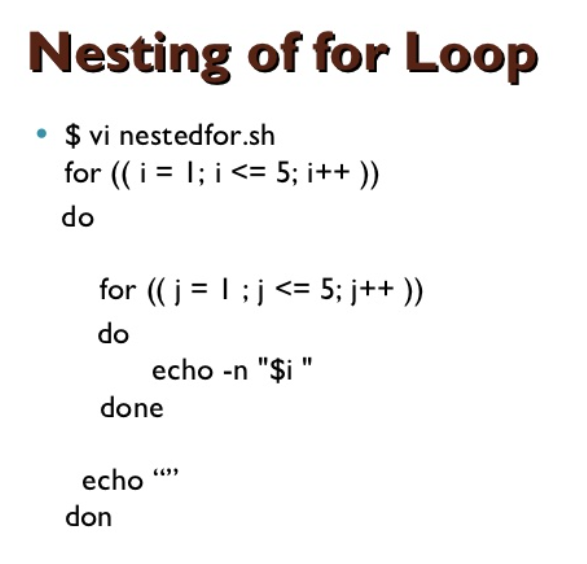 Nesting of for Loop
• $ vi nestedfor.sh
for (( i = 1; i <= 5; i++ ))
do
for (( j = 1 ; j <= 5; j++ ))
do
echo -n "$i "
done
echo “”
don